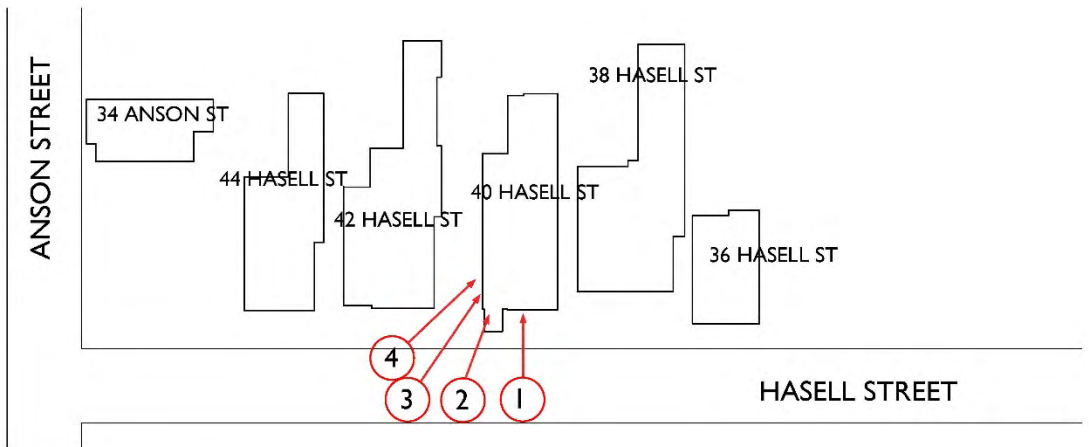 ANSON STREET
34 ANSON ST
44 HASELL ST
42 HASELL ST
40 HASELL ST
38 HASELL ST
36 HASELL ST
4
3
2
1
HASELL STREET